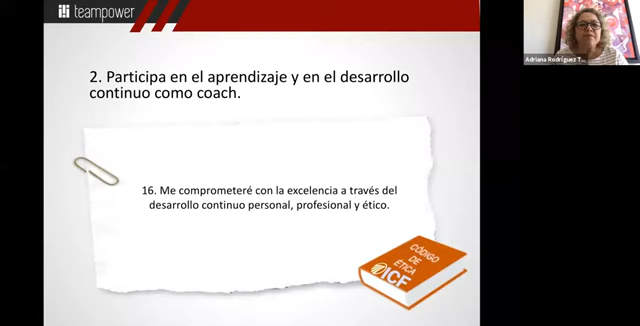 teampower
Adriana Rodríguez T...
2. Participa en el aprendizaje y en el desarrollo
continuo como coach.
16. Me comprometeré con la excelencia a través del
desarrollo continuo personal, profesional y ético.
CÓDIGO
DE
ÉTICA
ICF